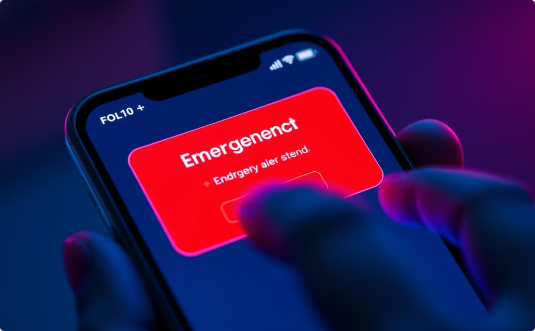 FOL10 +
Emergenenct
Endrgery aler stend.